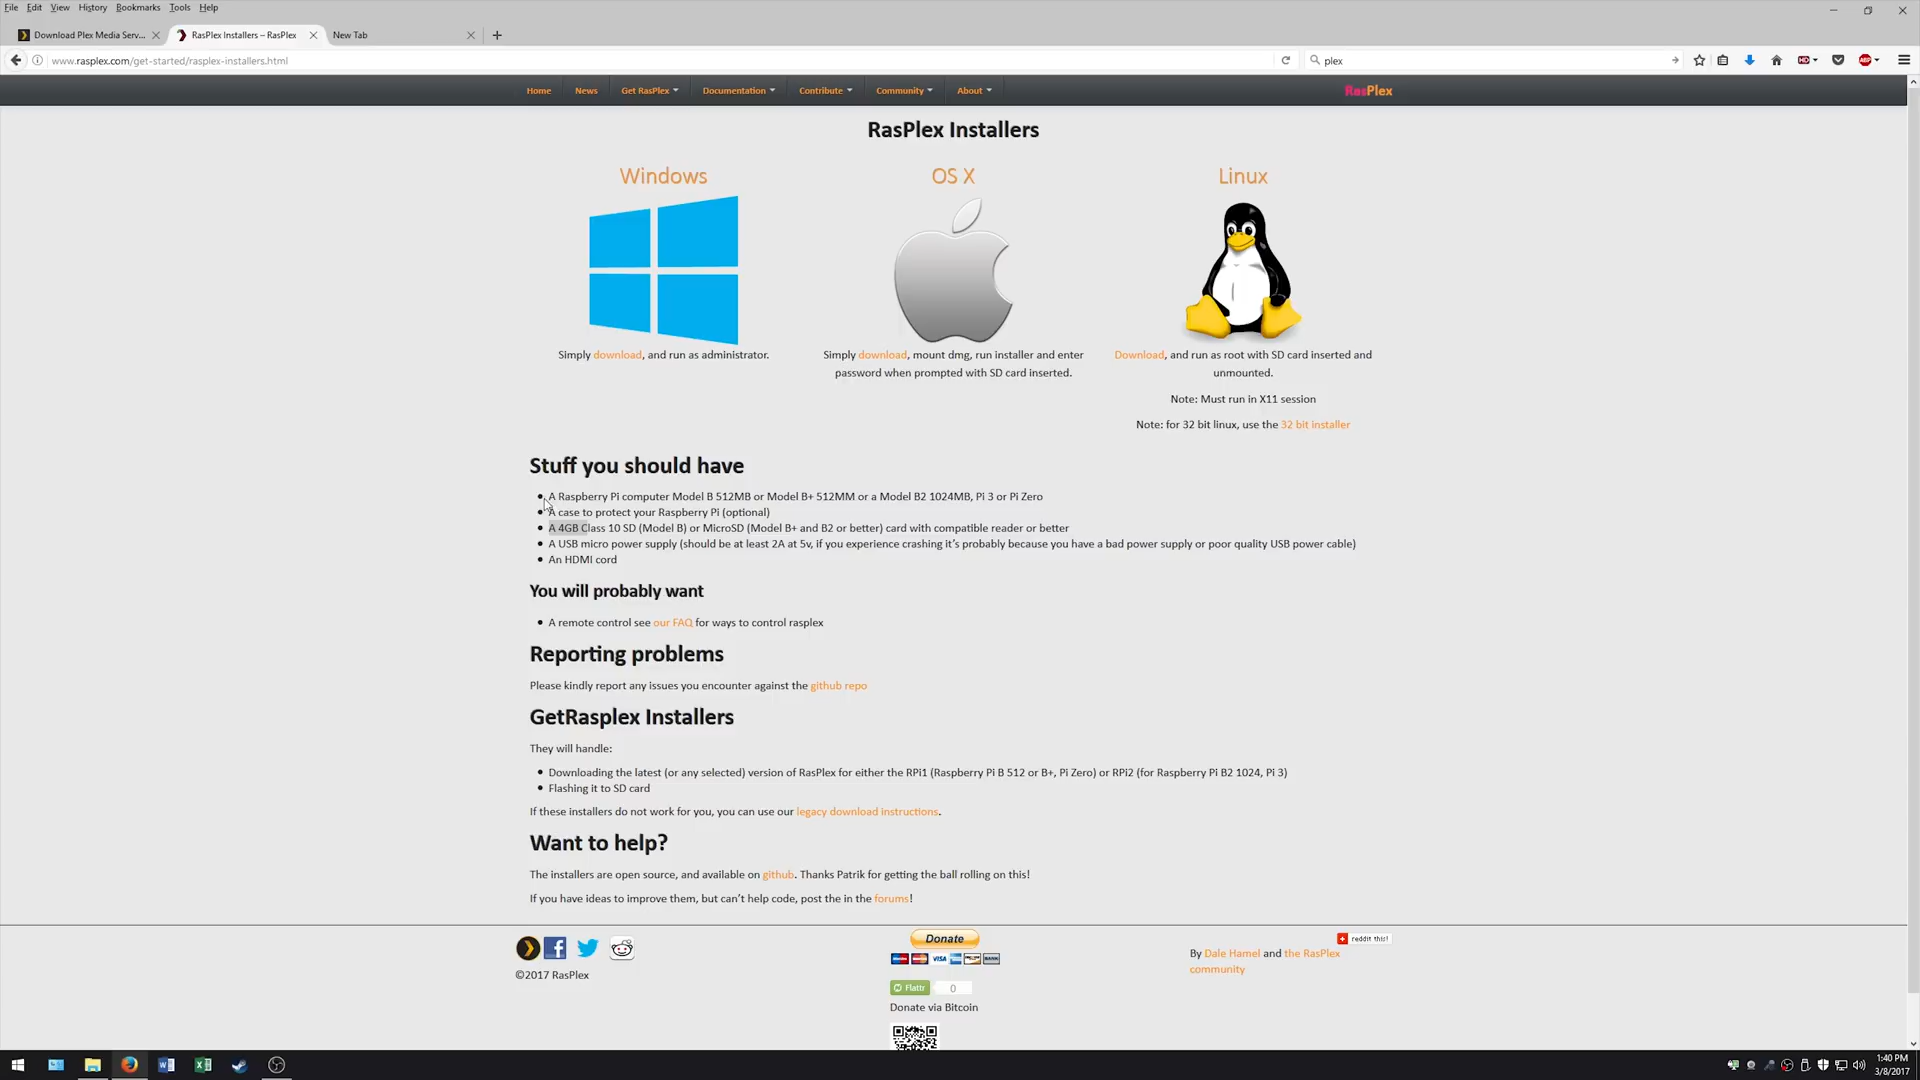 File Edit View History Bookmarks Tools Help
Download Plex Media Serv...
RasPlex Installers – RasPlex
New Tab
www.rasplex.com/get-started/rasplex-installers.html
plex
Home News Get RasPlex Documentation Contribute Community About
RasPlex
RasPlex Installers
Windows
Simply download, and run as administrator.
OS X
Simply download, mount dmg, run installer and enter
password when prompted with SD card inserted.
Linux
Download, and run as root with SD card inserted and
unmounted.
Note: Must run in X11 session
Note: for 32 bit linux, use the 32 bit installer
Stuff you should have
A Raspberry Pi computer Model B 512MB or Model B+ 512MM or a Model B2 1024MB, Pi 3 or Pi Zero
A case to protect your Raspberry Pi (optional)
A 4GB Class 10 SD (Model B) or MicroSD (Model B+ and B2 or better) card with compatible reader or better
A USB micro power supply (should be at least 2A at 5v, if you experience crashing it’s probably because you have a bad power supply or poor quality USB power cable)
An HDMI cord
You will probably want
A remote control see our FAQ for ways to control rasplex
Reporting problems
Please kindly report any issues you encounter against the github repo
GetRasplex Installers
They will handle:
Downloading the latest (or any selected) version of RasPlex for either the RPi1 (Raspberry Pi B 512 or B+, Pi Zero) or RPi2 (for Raspberry Pi B2 1024, Pi 3)
Flashing it to SD card
If these installers do not work for you, you can use our legacy download instructions.
Want to help?
The installers are open source, and available on github. Thanks Patrik for getting the ball rolling on this!
If you have ideas to improve them, but can’t help code, post the in the forums!
©2017 RasPlex
Donate
VISA
Flattr 0
Donate via Bitcoin
reddit this!
By Dale Hamel and the RasPlex
community
1:40 PM
3/8/2017